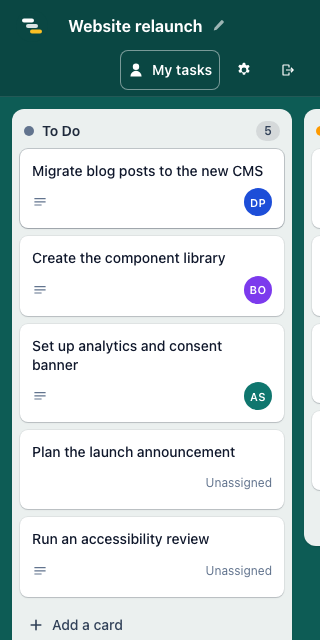 Website relaunch
My tasks
To Do
5
Migrate blog posts to the new CMS
DP
Create the component library
BO
Set up analytics and consent
banner
AS
Plan the launch announcement
Unassigned
Run an accessibility review
Unassigned
Add a card